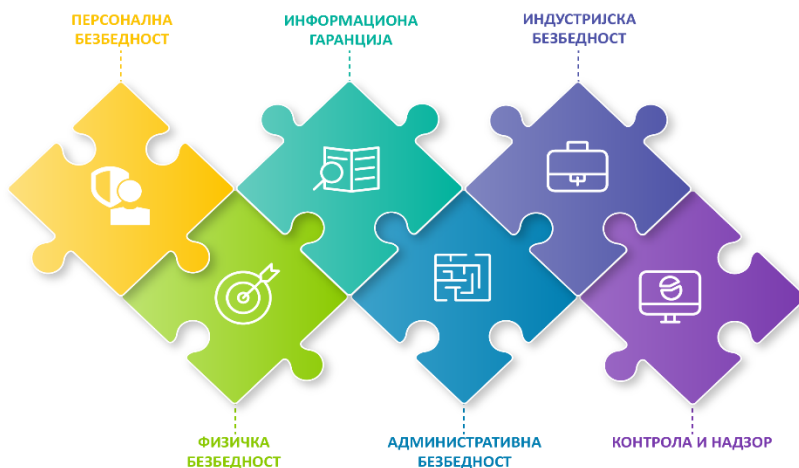 ПЕРСОНАЛНА
БЕЗБЕДНОСТ
ИНФОРМАЦИОНА
ГАРАНЦИЈА
ИНДУСТРИЈСКА
БЕЗБЕДНОСТ
ФИЗИЧКА
БЕЗБЕДНОСТ
АДМИНИСТРАТИВНА
БЕЗБЕДНОСТ
КОНТРОЛА И НАДЗОР